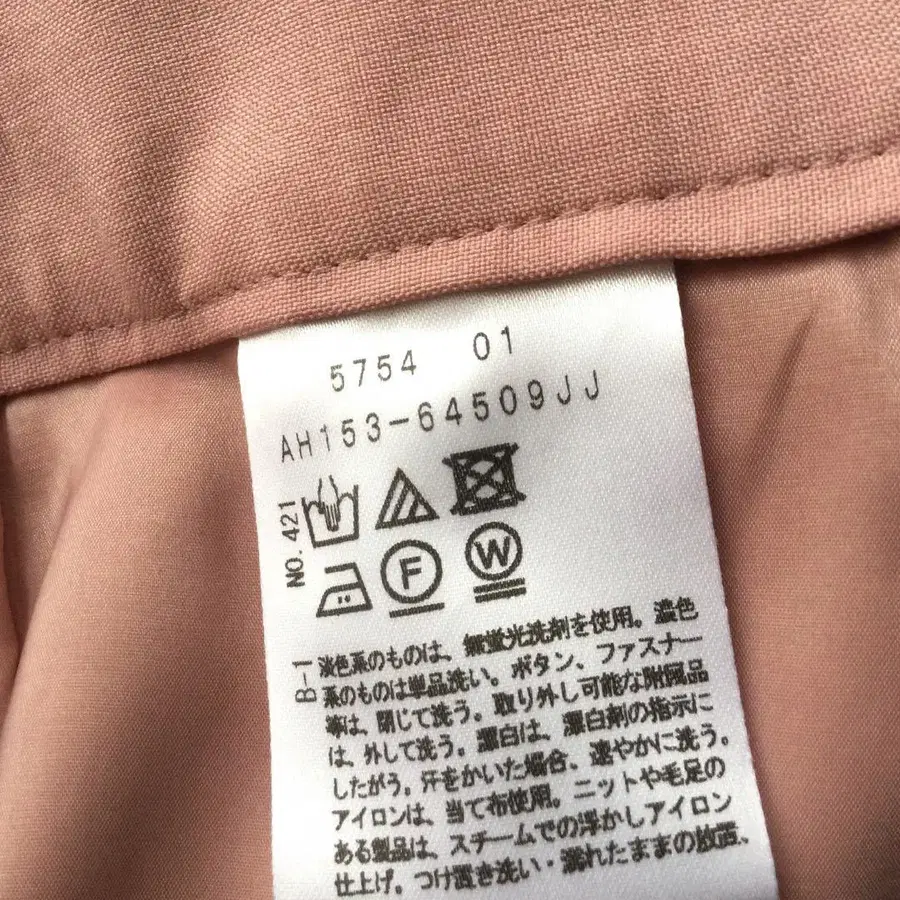 5754 01
AH153-64509JJ
NO. 421
F
W
B-1
淡色系のものは、無蛍光洗剤を使用。濃色
系のものは単品洗い。ボタン、ファスナー
等は、閉じて洗う。取り外し可能な附属品
は、外して洗う。漂白は、漂白剤の指示に
したがう。汗をかいた場合、速やかに洗う。
アイロンは、当て布使用。ニットや毛足の
ある製品は、スチームでの浮かしアイロン
仕上げ。つけ置き洗い・濡れたままの放置、